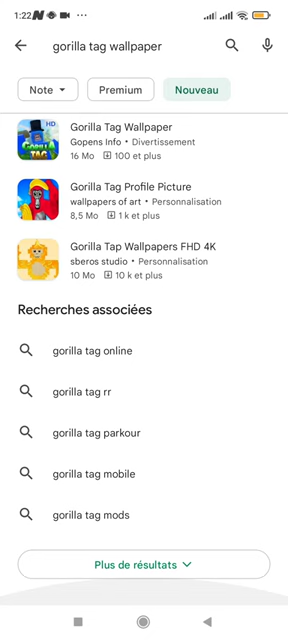 1:22
gorilla tag wallpaper
Note
Premium
Nouveau
HD
GORILLA
TAG
Gorilla Tag Wallpaper
Gopens Info • Divertissement
16 Mo 100 et plus
Gorilla Tag Profile Picture
wallpapers of art • Personnalisation
8,5 Mo 1 k et plus
Gorilla Tap Wallpapers FHD 4K
sberos studio • Personnalisation
10 Mo 10 k et plus
Recherches associées
gorilla tag online
gorilla tag rr
gorilla tag parkour
gorilla tag mobile
gorilla tag mods
Plus de résultats